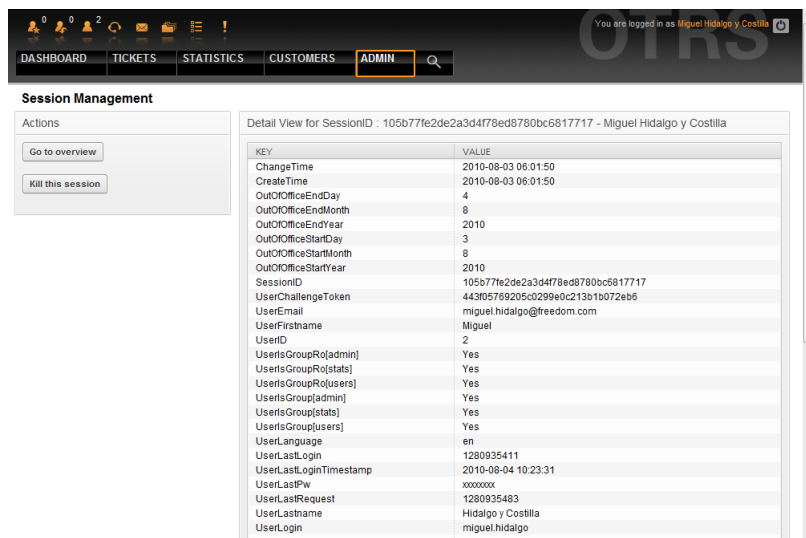 0 0 2
You are logged in as Miguel Hidalgo y Costilla
OTRS
DASHBOARD TICKETS STATISTICS CUSTOMERS ADMIN
Session Management
Actions
Go to overview
Kill this session
Detail View for SessionID : 105b77fe2de2a3d4f78ed8780bc6817717 - Miguel Hidalgo y Costilla
KEY VALUE
ChangeTime 2010-08-03 06:01:50
CreateTime 2010-08-03 06:01:50
OutOfOfficeEndDay 4
OutOfOfficeEndMonth 8
OutOfOfficeEndYear 2010
OutOfOfficeStartDay 3
OutOfOfficeStartMonth 8
OutOfOfficeStartYear 2010
SessionID 105b77fe2de2a3d4f78ed8780bc6817717
UserChallengeToken 443f05769205c0299e0c213b1b072eb6
UserEmail miguel.hidalgo@freedom.com
UserFirstname Miguel
UserID 2
UserIsGroupRo[admin] Yes
UserIsGroupRo[stats] Yes
UserIsGroupRo[users] Yes
UserIsGroup[admin] Yes
UserIsGroup[stats] Yes
UserIsGroup[users] Yes
UserLanguage en
UserLastLogin 1280935411
UserLastLoginTimestamp 2010-08-04 10:23:31
UserLastPw xxxxxxxx
UserLastRequest 1280935483
UserLastname Hidalgo y Costilla
UserLogin miguel.hidalgo